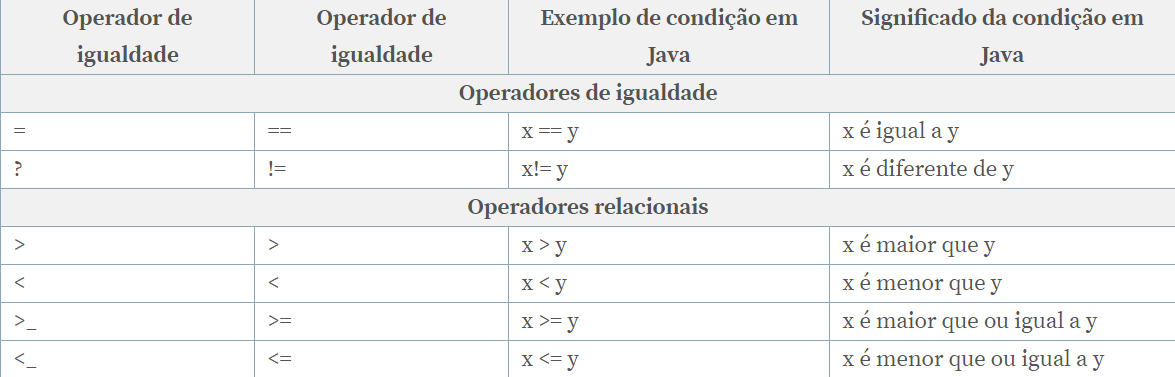 Operador de igualdade | Operador de igualdade | Exemplo de condição em Java | Significado da condição em Java
Operadores de igualdade
= | == | x == y | x é igual a y
? | != | x!= y | x é diferente de y
Operadores relacionais
> | > | x > y | x é maior que y
< | < | x < y | x é menor que y
>_ | >= | x >= y | x é maior que ou igual a y
<_ | <= | x <= y | x é menor que ou igual a y